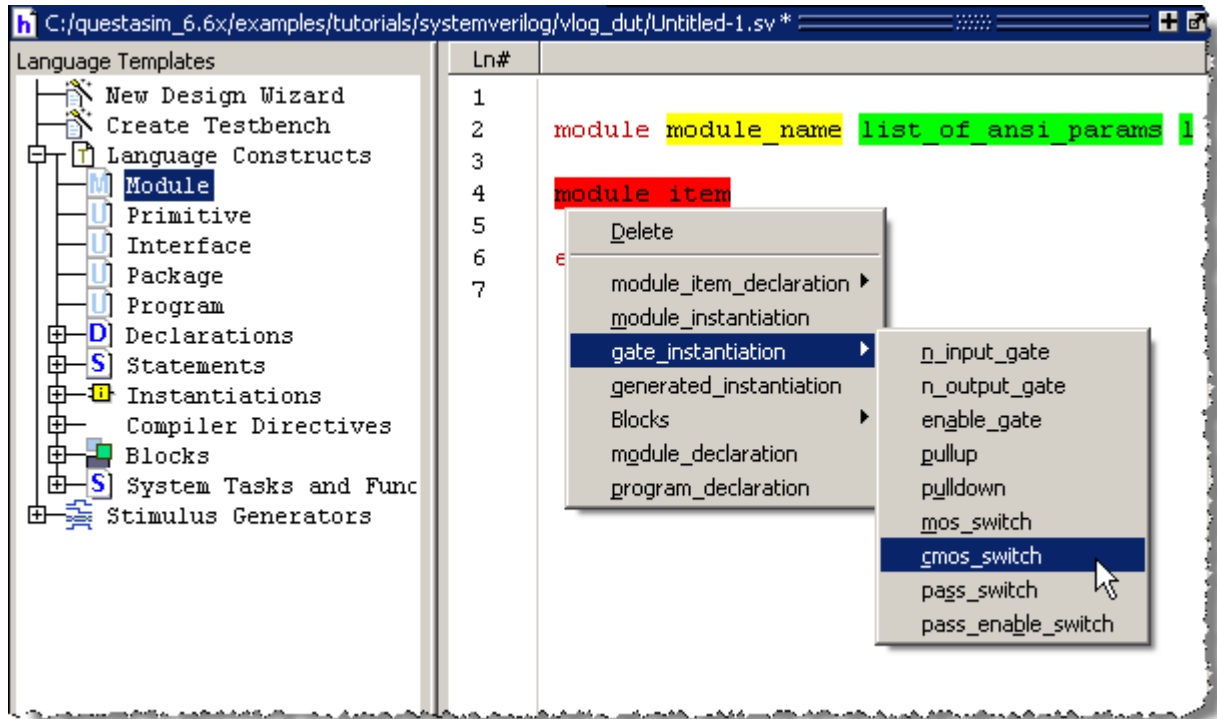 h C:/questasim_6.6x/examples/tutorials/systemverilog/vlog_dut/Untitled-1.sv *
Language Templates
New Design Wizard
Create Testbench
T Language Constructs
M Module
U Primitive
U Interface
U Package
U Program
D Declarations
S Statements
i Instantiations
Compiler Directives
Blocks
S System Tasks and Func
Stimulus Generators
Ln#
1
2 module module_name list_of_ansi_params l
3
4 module_item
5
6 e
7
Delete
module_item_declaration
module_instantiation
gate_instantiation
generated_instantiation
Blocks
module_declaration
program_declaration
n_input_gate
n_output_gate
enable_gate
pullup
pulldown
mos_switch
cmos_switch
pass_switch
pass_enable_switch